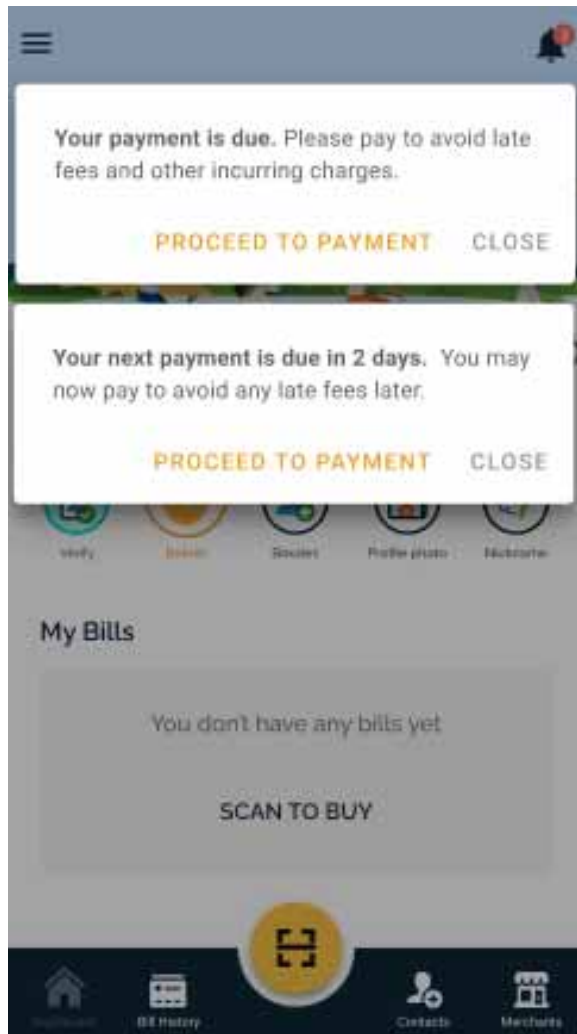 Your payment is due. Please pay to avoid late
fees and other incurring charges.
PROCEED TO PAYMENT CLOSE
Your next payment is due in 2 days. You may
now pay to avoid any late fees later.
PROCEED TO PAYMENT CLOSE
Verify Profile photo Nickname
My Bills
You don't have any bills yet
SCAN TO BUY
Bill History Contacts Merchants